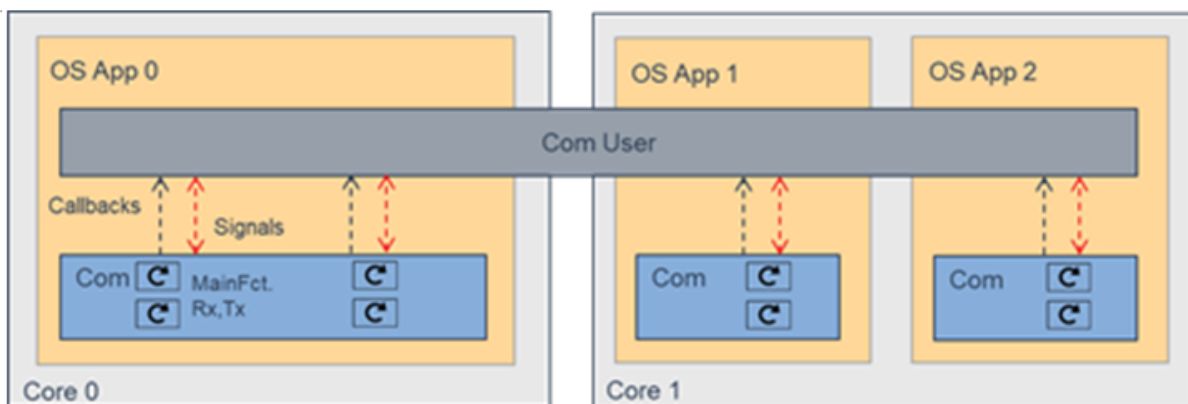 OS App 0
OS App 1
OS App 2
Com User
Callbacks
Signals
Com
MainFct.
Rx,Tx
Com
Com
Core 0
Core 1